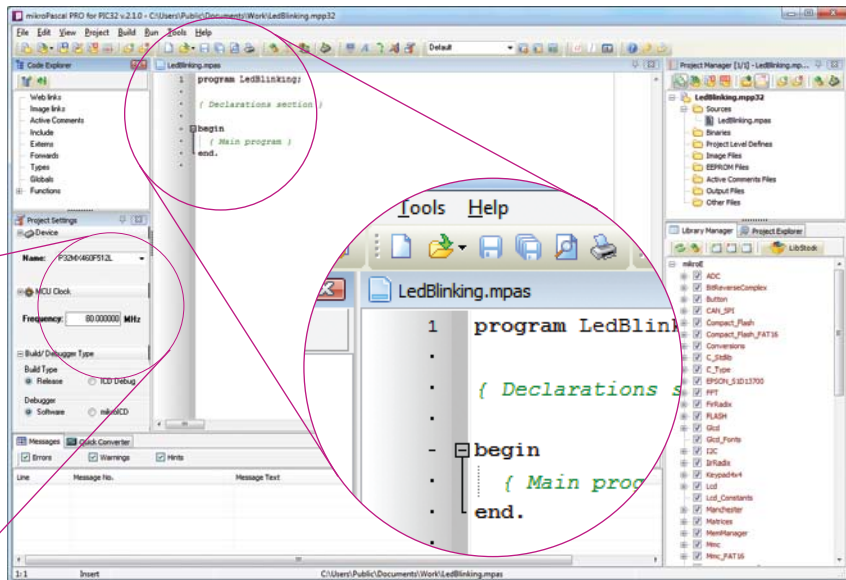 mikroPascal PRO for PIC32 v.2.1.0 - C:\Users\Public\Documents\Work\LedBlinking.mpp32
File Edit View Project Build Run Tools Help
Default
Code Explorer
Web links
Image links
Active Comments
Include
Externs
Forwards
Types
Globals
Functions
Project Settings
Device
Name: P32MX460F512L
MCU Clock
Frequency: 80.000000 MHz
Build/Debugger Type
Build Type
Release ICD Debug
Debugger
Software mikroICD
LedBlinking.mpas
1 program LedBlinking;
{ Declarations section }
begin
{ Main program }
end.
Tools Help
LedBlinking.mpas
1 program LedBlink
{ Declarations s
begin
{ Main prog
end.
Project Manager [1/1] - LedBlinking.mp...
LedBlinking.mpp32
Sources
LedBlinking.mpas
Binaries
Project Level Defines
Image Files
EEPROM Files
Active Comments Files
Output Files
Other Files
Library Manager Project Explorer
LibStock
mikroE
ADC
BitReverseComplex
Button
CAN_SPI
Compact_Flash
Compact_Flash_FAT16
Conversions
C_Stdlib
C_Type
EPSON_S1D13700
FFT
FirRadix
FLASH
Glcd
Glcd_Fonts
I2C
IirRadix
Keypad4x4
Lcd
Lcd_Constants
Manchester
Matrices
MemManager
Mmc
Mmc_FAT16
Messages Quick Converter
Errors Warnings Hints
Line Message No. Message Text
1:1 Insert C:\Users\Public\Documents\Work\LedBlinking.mpas